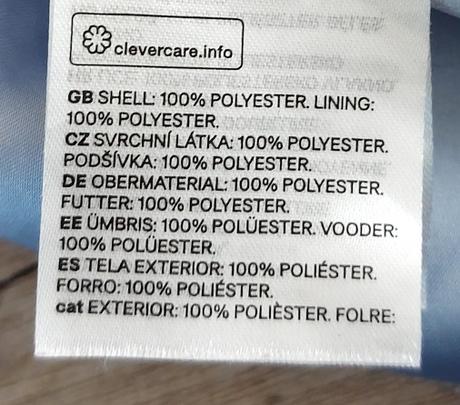 clevercare.info
GB SHELL: 100% POLYESTER. LINING:
100% POLYESTER.
CZ SVRCHNÍ LÁTKA: 100% POLYESTER.
PODŠÍVKA: 100% POLYESTER.
DE OBERMATERIAL: 100% POLYESTER.
FUTTER: 100% POLYESTER.
EE ÜMBRIS: 100% POLÜESTER. VOODER:
100% POLÜESTER.
ES TELA EXTERIOR: 100% POLIÉSTER.
FORRO: 100% POLIÉSTER.
cat EXTERIOR: 100% POLIÈSTER. FOLRE: